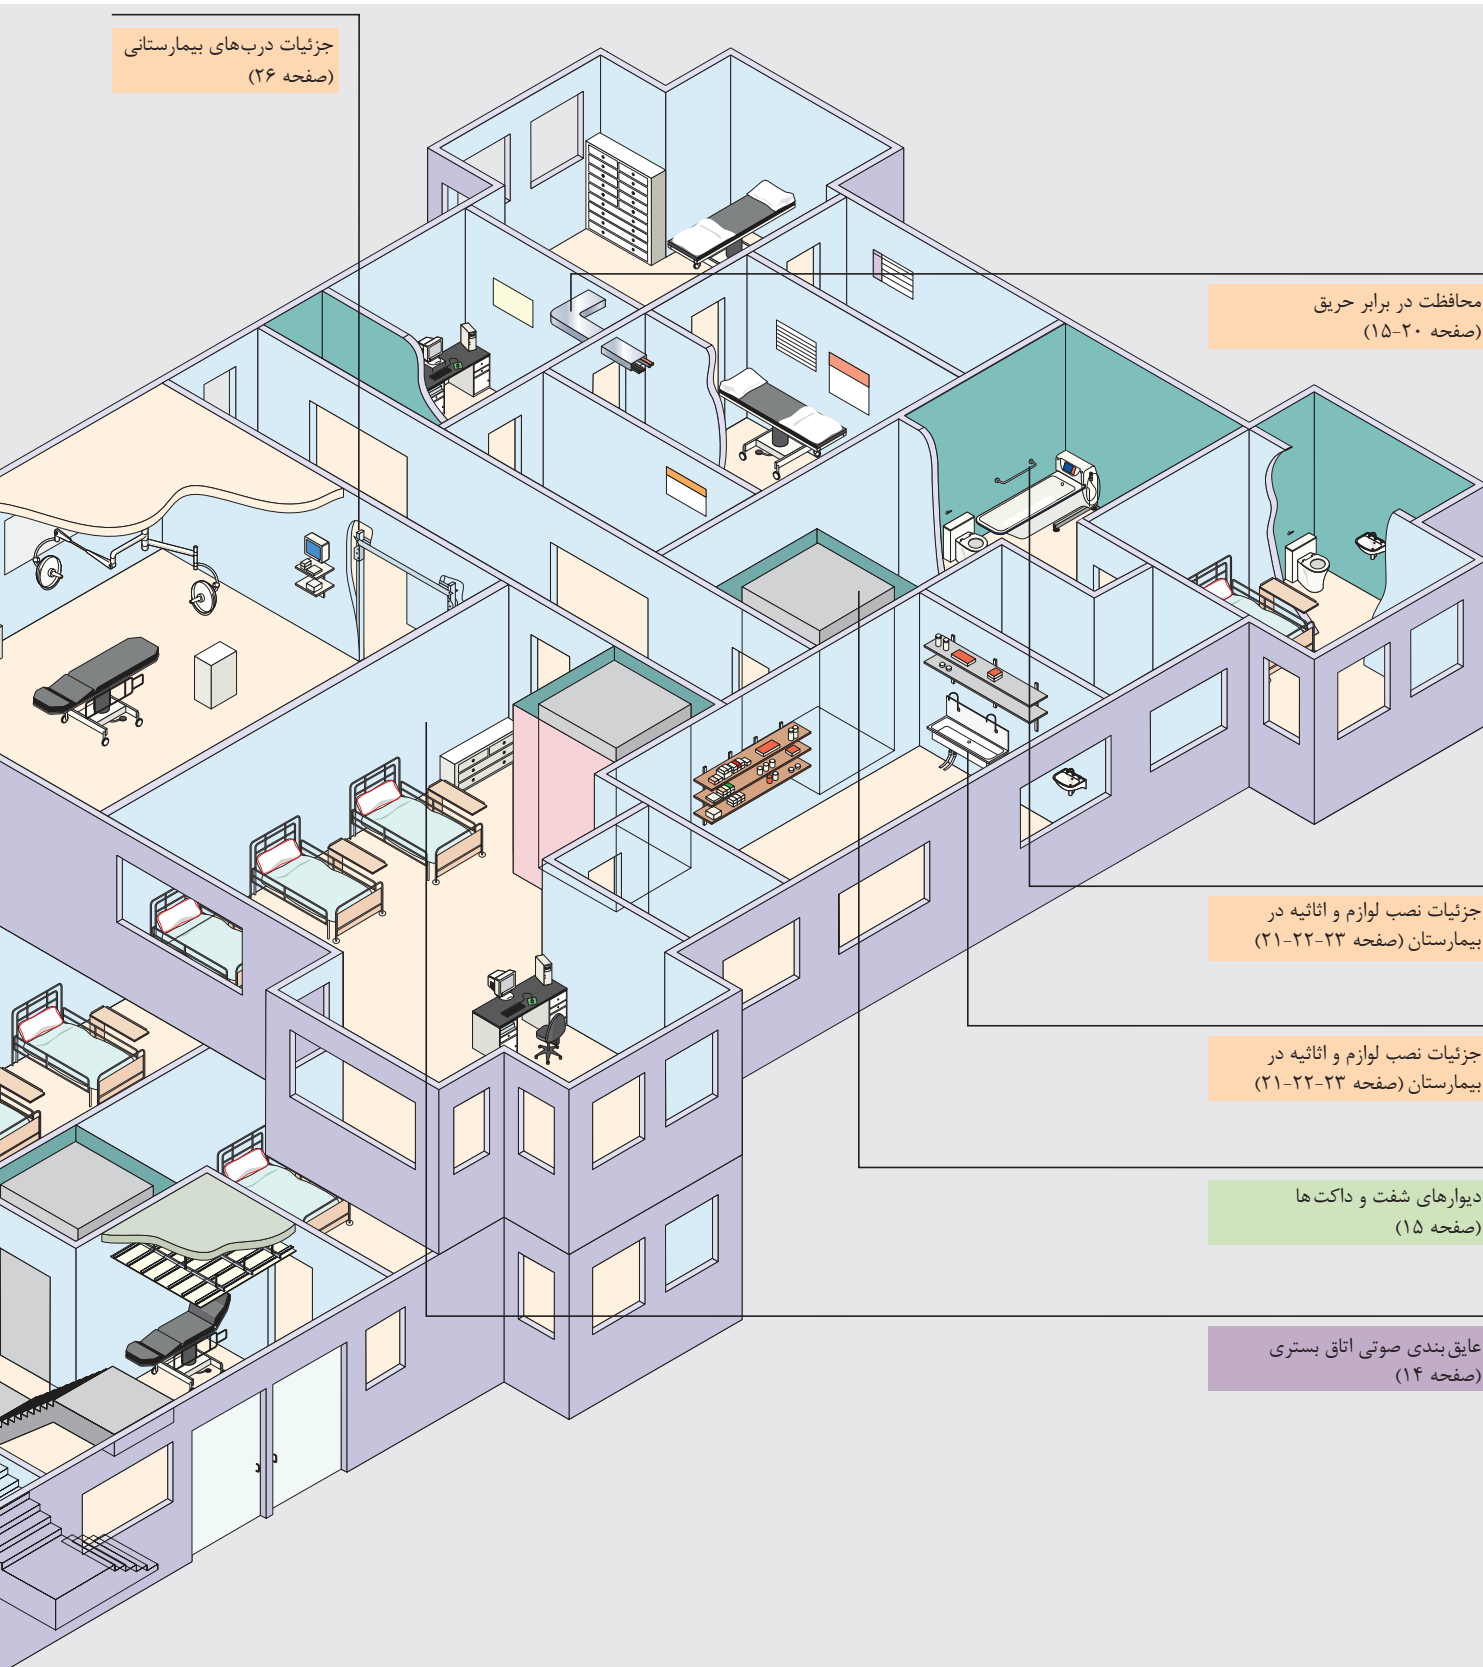 جزئیات درب‌های بیمارستانی
(صفحه ۲۶)
محافظت در برابر حریق
(صفحه ۲۰-۱۵)
جزئیات نصب لوازم و اثاثیه در
بیمارستان (صفحه ۲۳-۲۲-۲۱)
جزئیات نصب لوازم و اثاثیه در
بیمارستان (صفحه ۲۳-۲۲-۲۱)
دیوارهای شفت و داکت‌ها
(صفحه ۱۵)
عایق‌بندی صوتی اتاق بستری
(صفحه ۱۴)